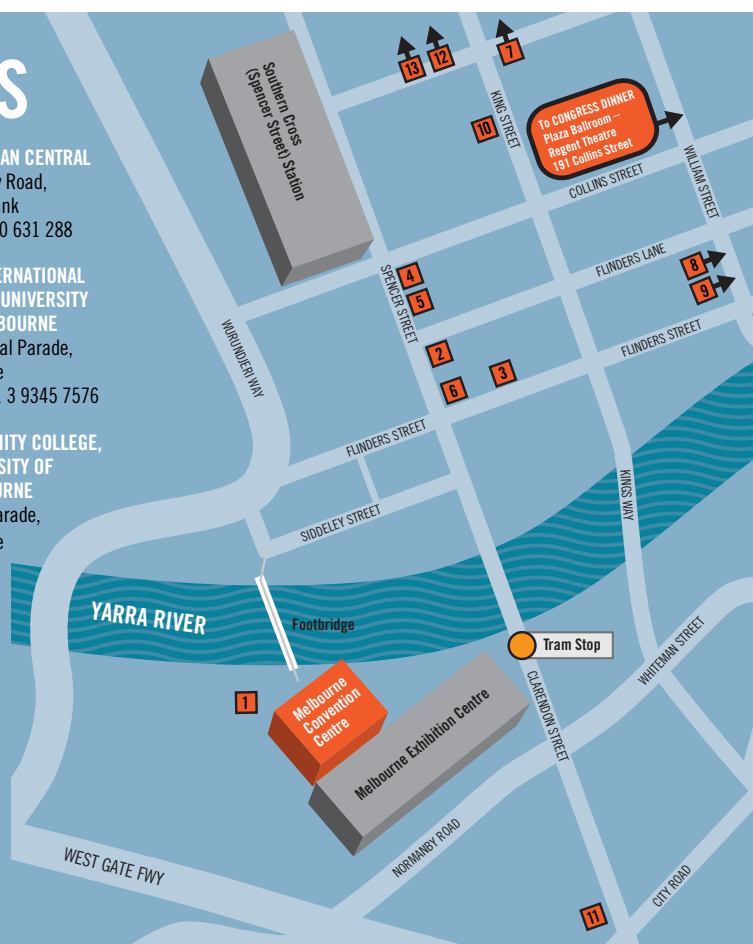 S
AN CENTRAL
y Road,
nk
0 631 288
ERNATIONAL
UNIVERSITY
BOURNE
al Parade,
e
3 9345 7576
NITY COLLEGE,
SITY OF
URNE
arade,
e
Southern Cross
(Spencer Street) Station
13
12
7
10
KING STREET
To CONGRESS DINNER
Plaza Ballroom –
Regent Theatre
191 Collins Street
COLLINS STREET
WILLIAM STREET
4
5
SPENCER STREET
FLINDERS LANE
8
9
2
6
3
FLINDERS STREET
WURUNDJERI WAY
FLINDERS STREET
SIDDELEY STREET
KINGS WAY
YARRA RIVER
Footbridge
Tram Stop
WHITEMAN STREET
1
Melbourne
Convention
Centre
Melbourne Exhibition Centre
CLARENDON STREET
NORMANBY ROAD
WEST GATE FWY
CITY ROAD
11